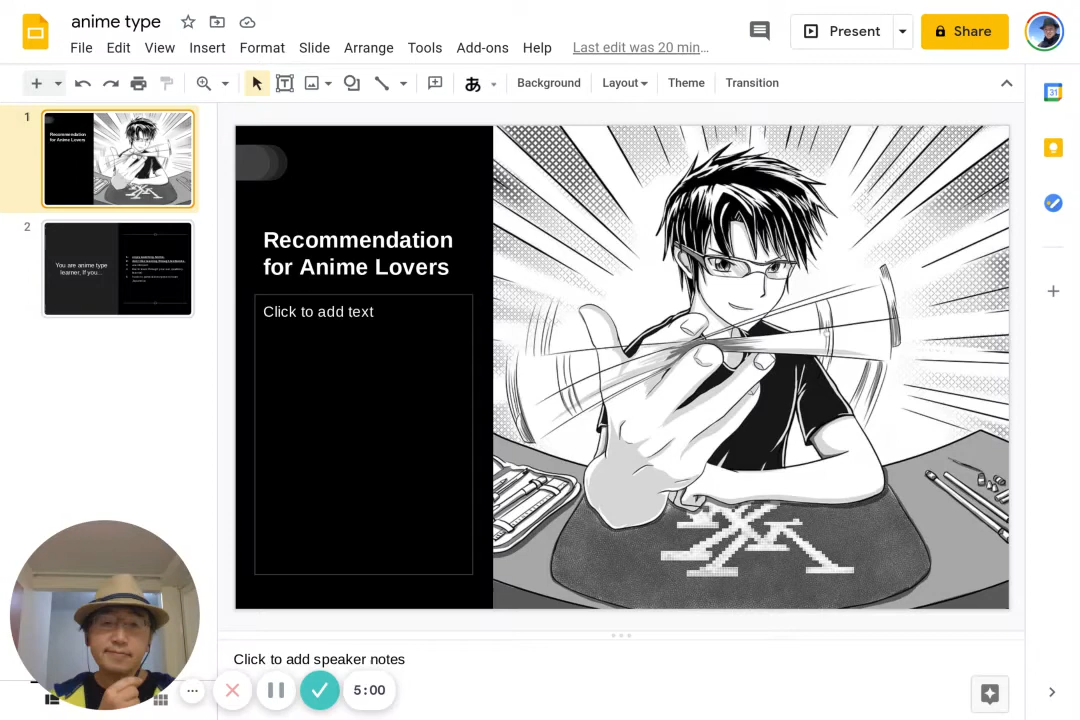 anime type
File Edit View Insert Format Slide Arrange Tools Add-ons Help Last edit was 20 min…
Present
Share
あ Background Layout Theme Transition
31
1
Recommendation
for Anime Lovers
2
You are anime type
learner, If you...
Recommendation
for Anime Lovers
Click to add text
Click to add speaker notes
5:00